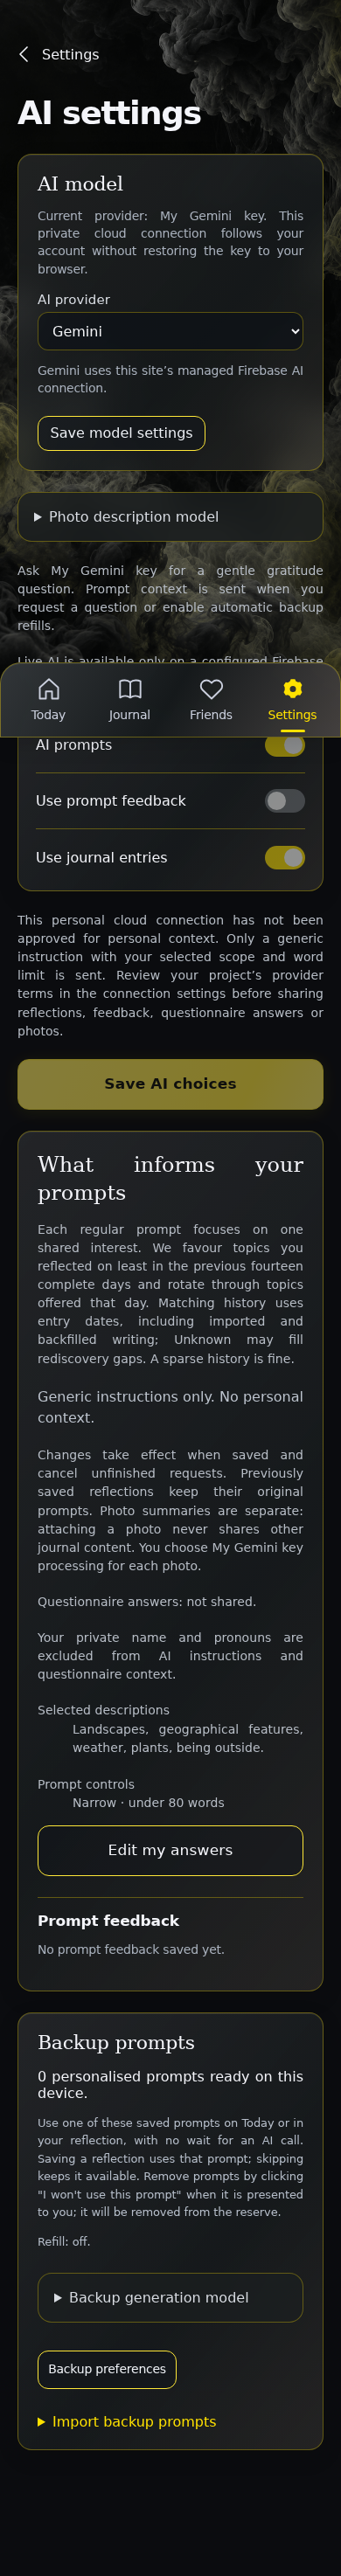 Settings
AI settings
AI model
Current provider: My Gemini key. This
private cloud connection follows your
account without restoring the key to your
browser.
AI provider
Gemini
Gemini uses this site’s managed Firebase AI
connection.
Save model settings
Photo description model
Ask My Gemini key for a gentle gratitude
question. Prompt context is sent when you
request a question or enable automatic backup
refills.
Live AI is available only on a configured Firebase
Today
Journal
Friends
Settings
AI prompts
Use prompt feedback
Use journal entries
This personal cloud connection has not been
approved for personal context. Only a generic
instruction with your selected scope and word
limit is sent. Review your project’s provider
terms in the connection settings before sharing
reflections, feedback, questionnaire answers or
photos.
Save AI choices
What informs your
prompts
Each regular prompt focuses on one
shared interest. We favour topics you
reflected on least in the previous fourteen
complete days and rotate through topics
offered that day. Matching history uses
entry dates, including imported and
backfilled writing; Unknown may fill
rediscovery gaps. A sparse history is fine.
Generic instructions only. No personal
context.
Changes take effect when saved and
cancel unfinished requests. Previously
saved reflections keep their original
prompts. Photo summaries are separate:
attaching a photo never shares other
journal content. You choose My Gemini key
processing for each photo.
Questionnaire answers: not shared.
Your private name and pronouns are
excluded from AI instructions and
questionnaire context.
Selected descriptions
Landscapes, geographical features,
weather, plants, being outside.
Prompt controls
Narrow · under 80 words
Edit my answers
Prompt feedback
No prompt feedback saved yet.
Backup prompts
0 personalised prompts ready on this
device.
Use one of these saved prompts on Today or in
your reflection, with no wait for an AI call.
Saving a reflection uses that prompt; skipping
keeps it available. Remove prompts by clicking
"I won't use this prompt" when it is presented
to you; it will be removed from the reserve.
Refill: off.
Backup generation model
Backup preferences
Import backup prompts